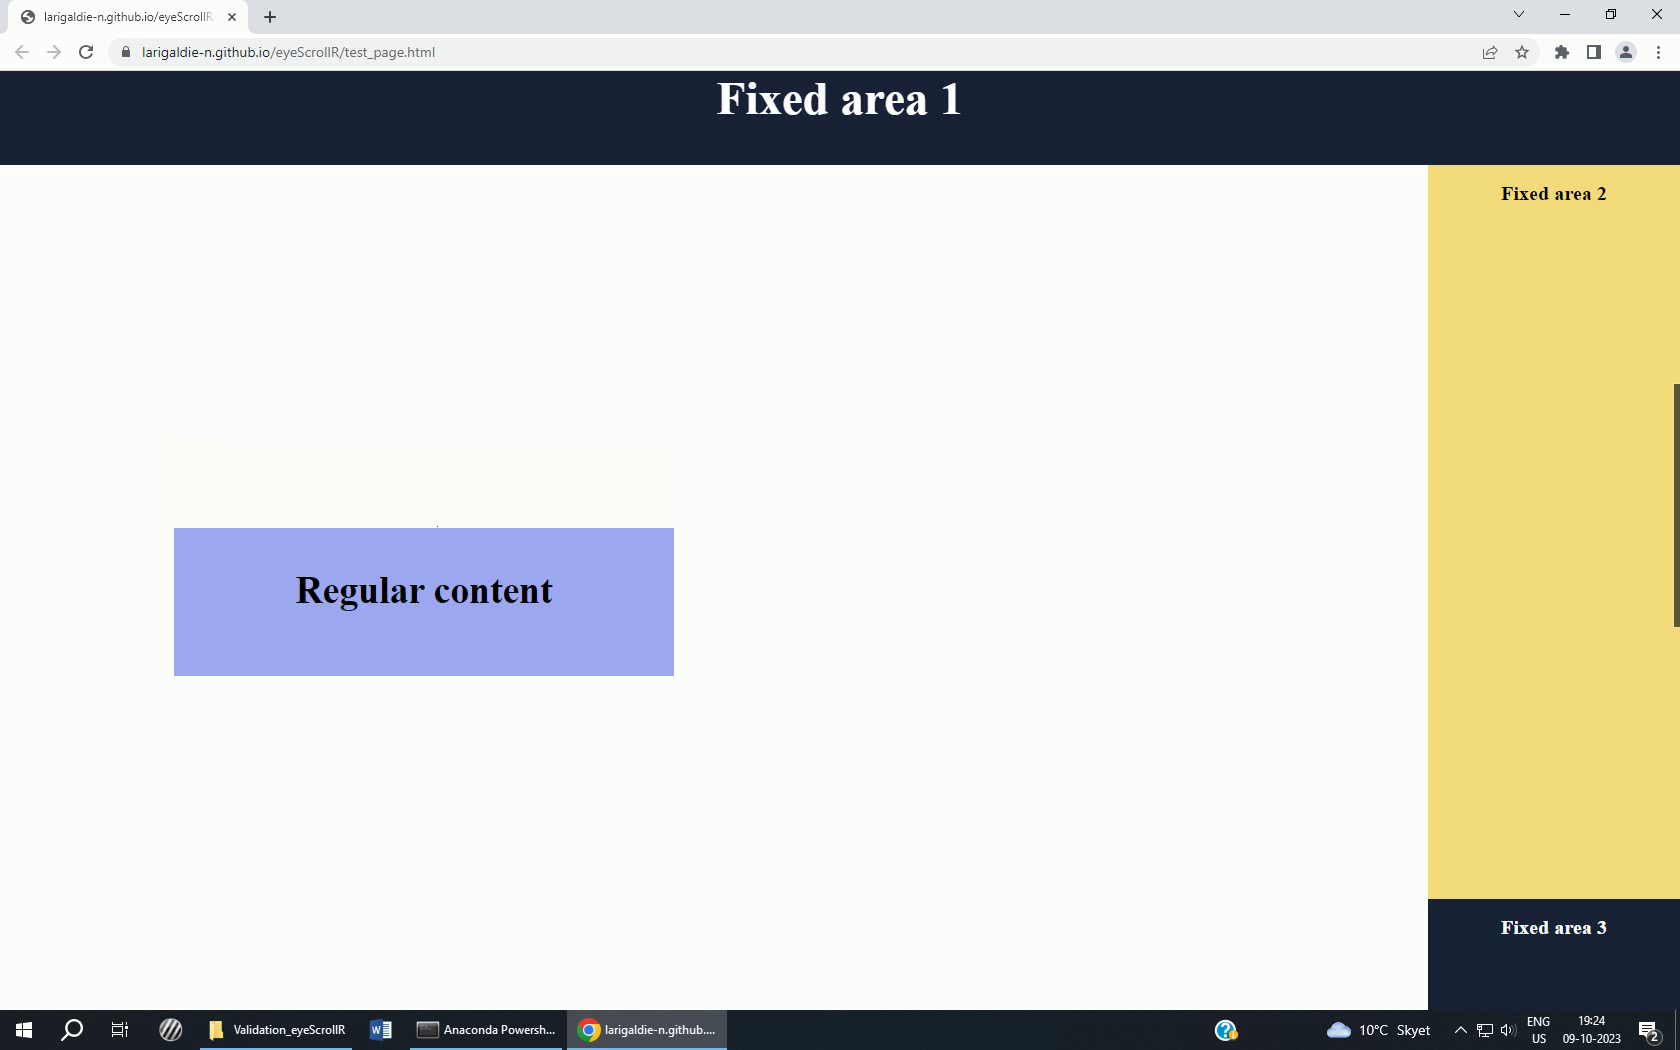 larigaldie-n.github.io/eyeScrollR
larigaldie-n.github.io/eyeScrollR/test_page.html
Fixed area 1
Fixed area 2
Regular content
Fixed area 3
Validation_eyeScrollR
Anaconda Powersh...
larigaldie-n.github....
10°C Skyet
ENG
US
19:24
09-10-2023
2